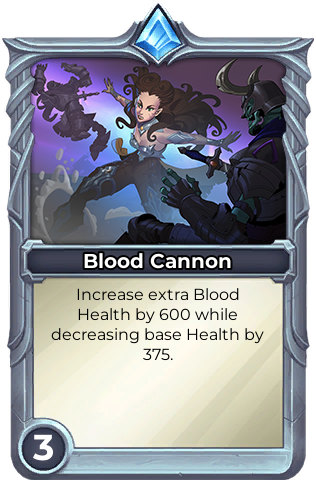 Blood Cannon
Increase extra Blood
Health by 600 while
decreasing base Health by
375.
3